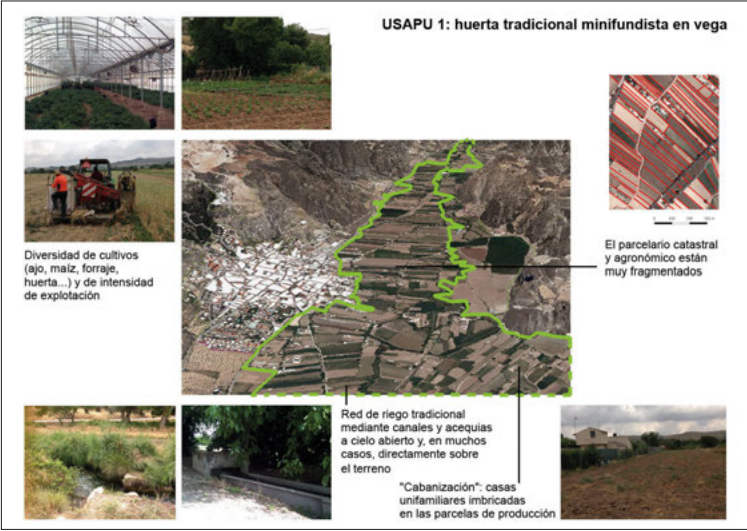 USAPU 1: huerta tradicional minifundista en vega
Diversidad de cultivos
(ajo, maíz, forraje,
huerta...) y de intensidad
de explotación
El parcelario catastral
y agronómico están
muy fragmentados
Red de riego tradicional
mediante canales y acequias
a cielo abierto y, en muchos
casos, directamente sobre
el terreno
"Cabanización": casas
unifamiliares imbricadas
en las parcelas de producción